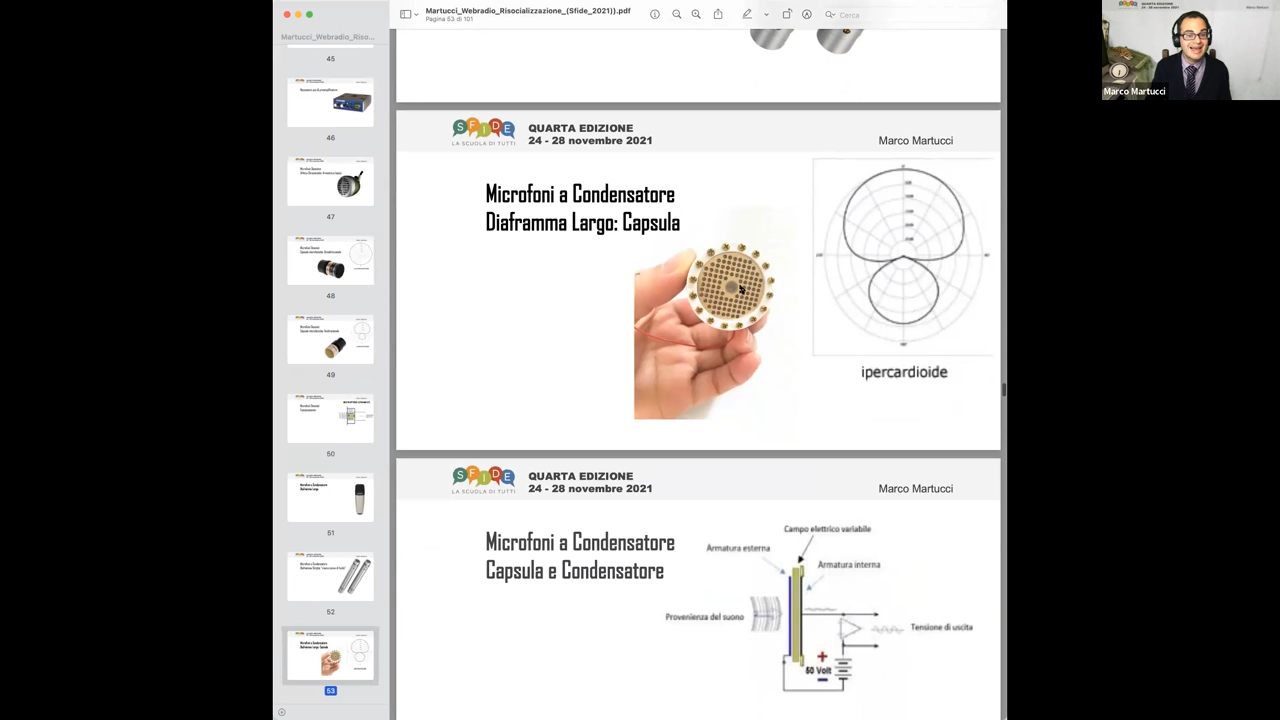 Martucci_Webradio_Risocializzazione_(Sfide_2021)).pdf
Pagina 53 di 101
Cerca
Martucci_Webradio_Riso...
45
46
47
48
49
50
51
52
53
SFIDE
LA SCUOLA DI TUTTI
QUARTA EDIZIONE
24 - 28 novembre 2021
Marco Martucci
Microfoni a Condensatore
Diaframma Largo: Capsula
ipercardioide
SFIDE
LA SCUOLA DI TUTTI
QUARTA EDIZIONE
24 - 28 novembre 2021
Marco Martucci
Microfoni a Condensatore
Capsula e Condensatore
Campo elettrico variabile
Armatura esterna
Armatura interna
Provenienza del suono
Tensione di uscita
+
50 Volt
Marco Martucci